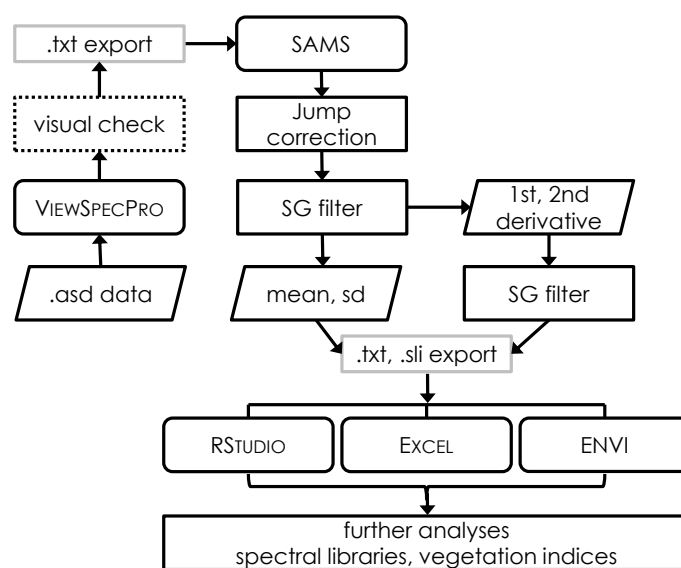 .txt export
SAMS
visual check
Jump
correction
VIEWSPECPRO
SG filter
1st, 2nd
derivative
.asd data
mean, sd
SG filter
.txt, .sli export
RSTUDIO
EXCEL
ENVI
further analyses
spectral libraries, vegetation indices